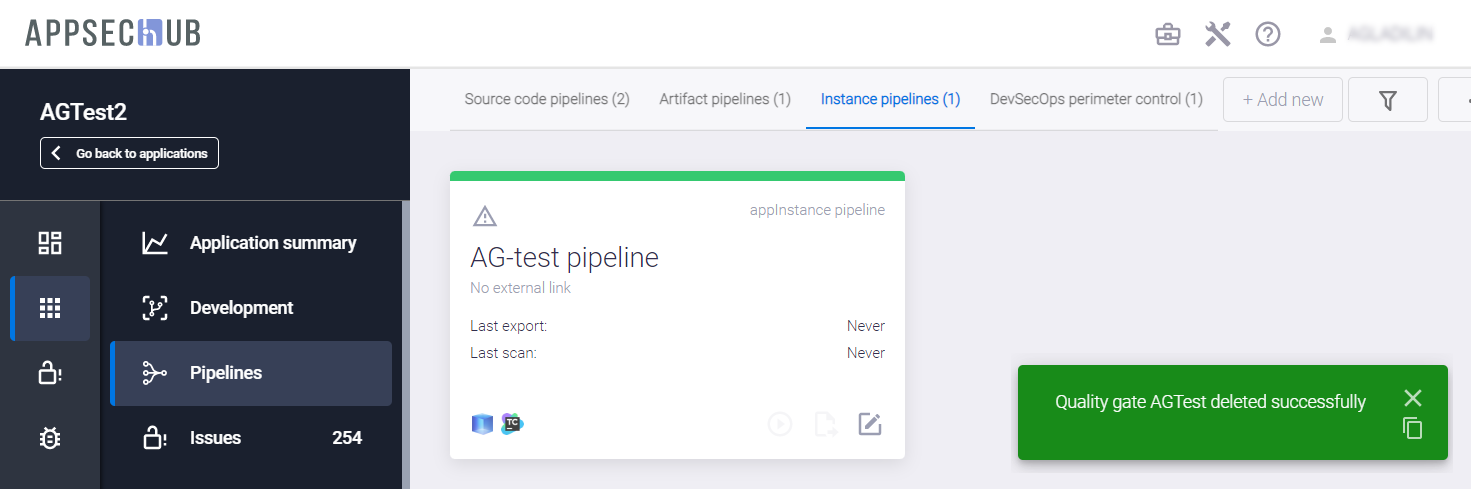 APPSECHUB
AGTest2
Go back to applications
Source code pipelines (2)
Artifact pipelines (1)
Instance pipelines (1)
DevSecOps perimeter control (1)
+ Add new
Application summary
Development
Pipelines
Issues 254
appInstance pipeline
AG-test pipeline
No external link
Last export: Never
Last scan: Never
TC
Quality gate AGTest deleted successfully